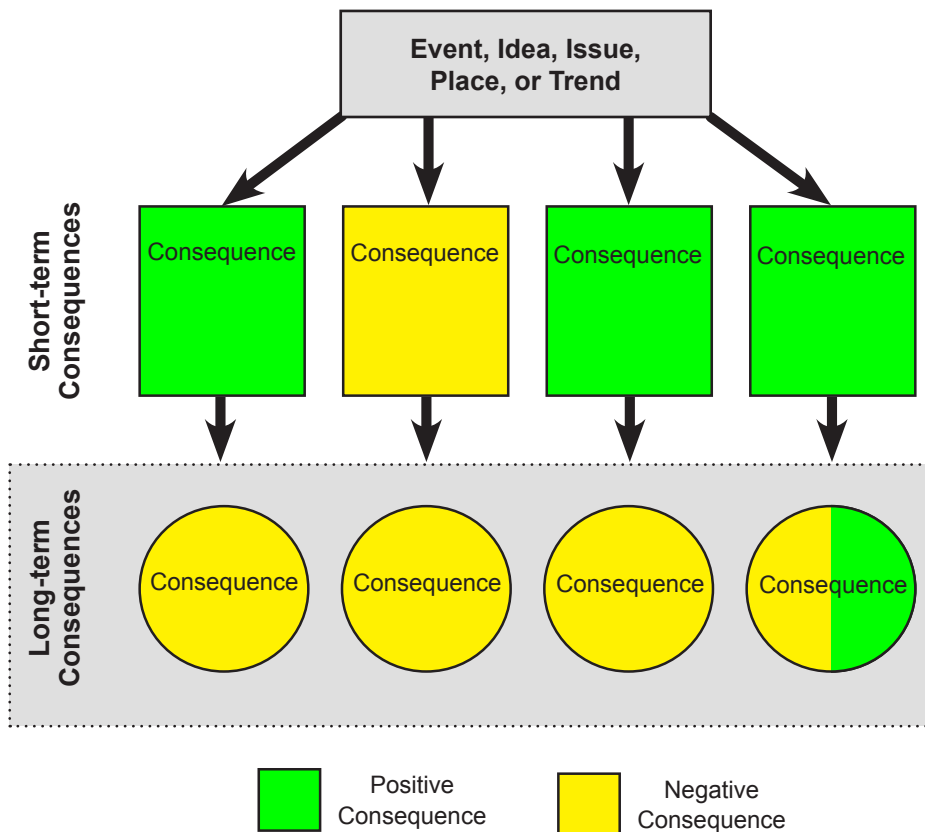 Event, Idea, Issue,
Place, or Trend
Short-term
Consequences
Consequence
Consequence
Consequence
Consequence
Long-term
Consequences
Consequence
Consequence
Consequence
Consequence
Positive
Consequence
Negative
Consequence